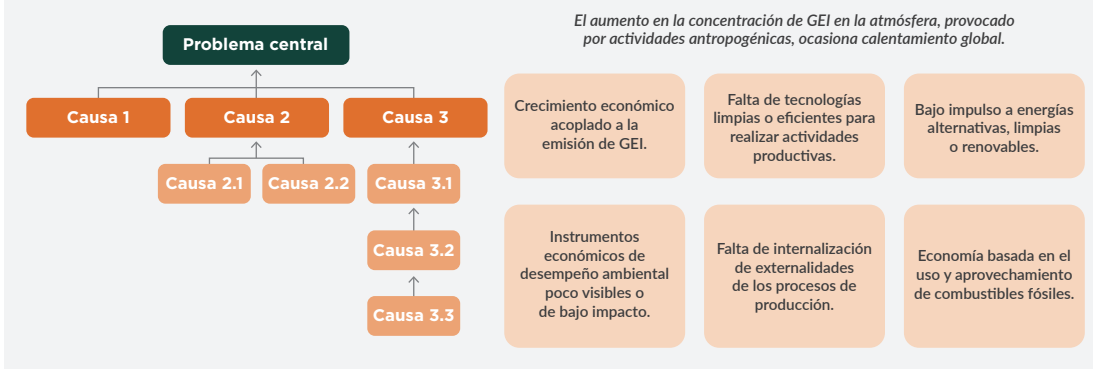 Problema central
Causa 1
Causa 2
Causa 3
Causa 2.1
Causa 2.2
Causa 3.1
Causa 3.2
Causa 3.3
El aumento en la concentración de GEI en la atmósfera, provocado
por actividades antropogénicas, ocasiona calentamiento global.
Crecimiento económico
acoplado a la
emisión de GEI.
Falta de tecnologías
limpias o eficientes para
realizar actividades
productivas.
Bajo impulso a energías
alternativas, limpias
o renovables.
Instrumentos
económicos de
desempeño ambiental
poco visibles o
de bajo impacto.
Falta de internalización
de externalidades
de los procesos de
producción.
Economía basada en el
uso y aprovechamiento
de combustibles fósiles.